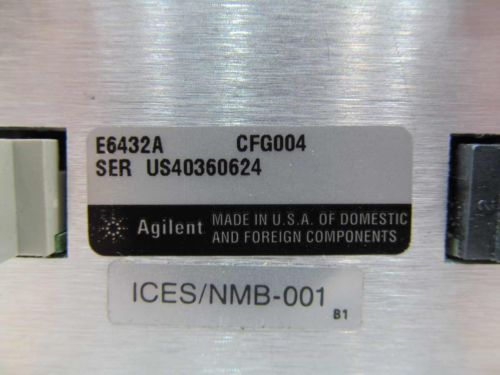 E6432A CFG004
SER US40360624
Agilent MADE IN U.S.A. OF DOMESTIC
AND FOREIGN COMPONENTS
ICES/NMB-001
B1